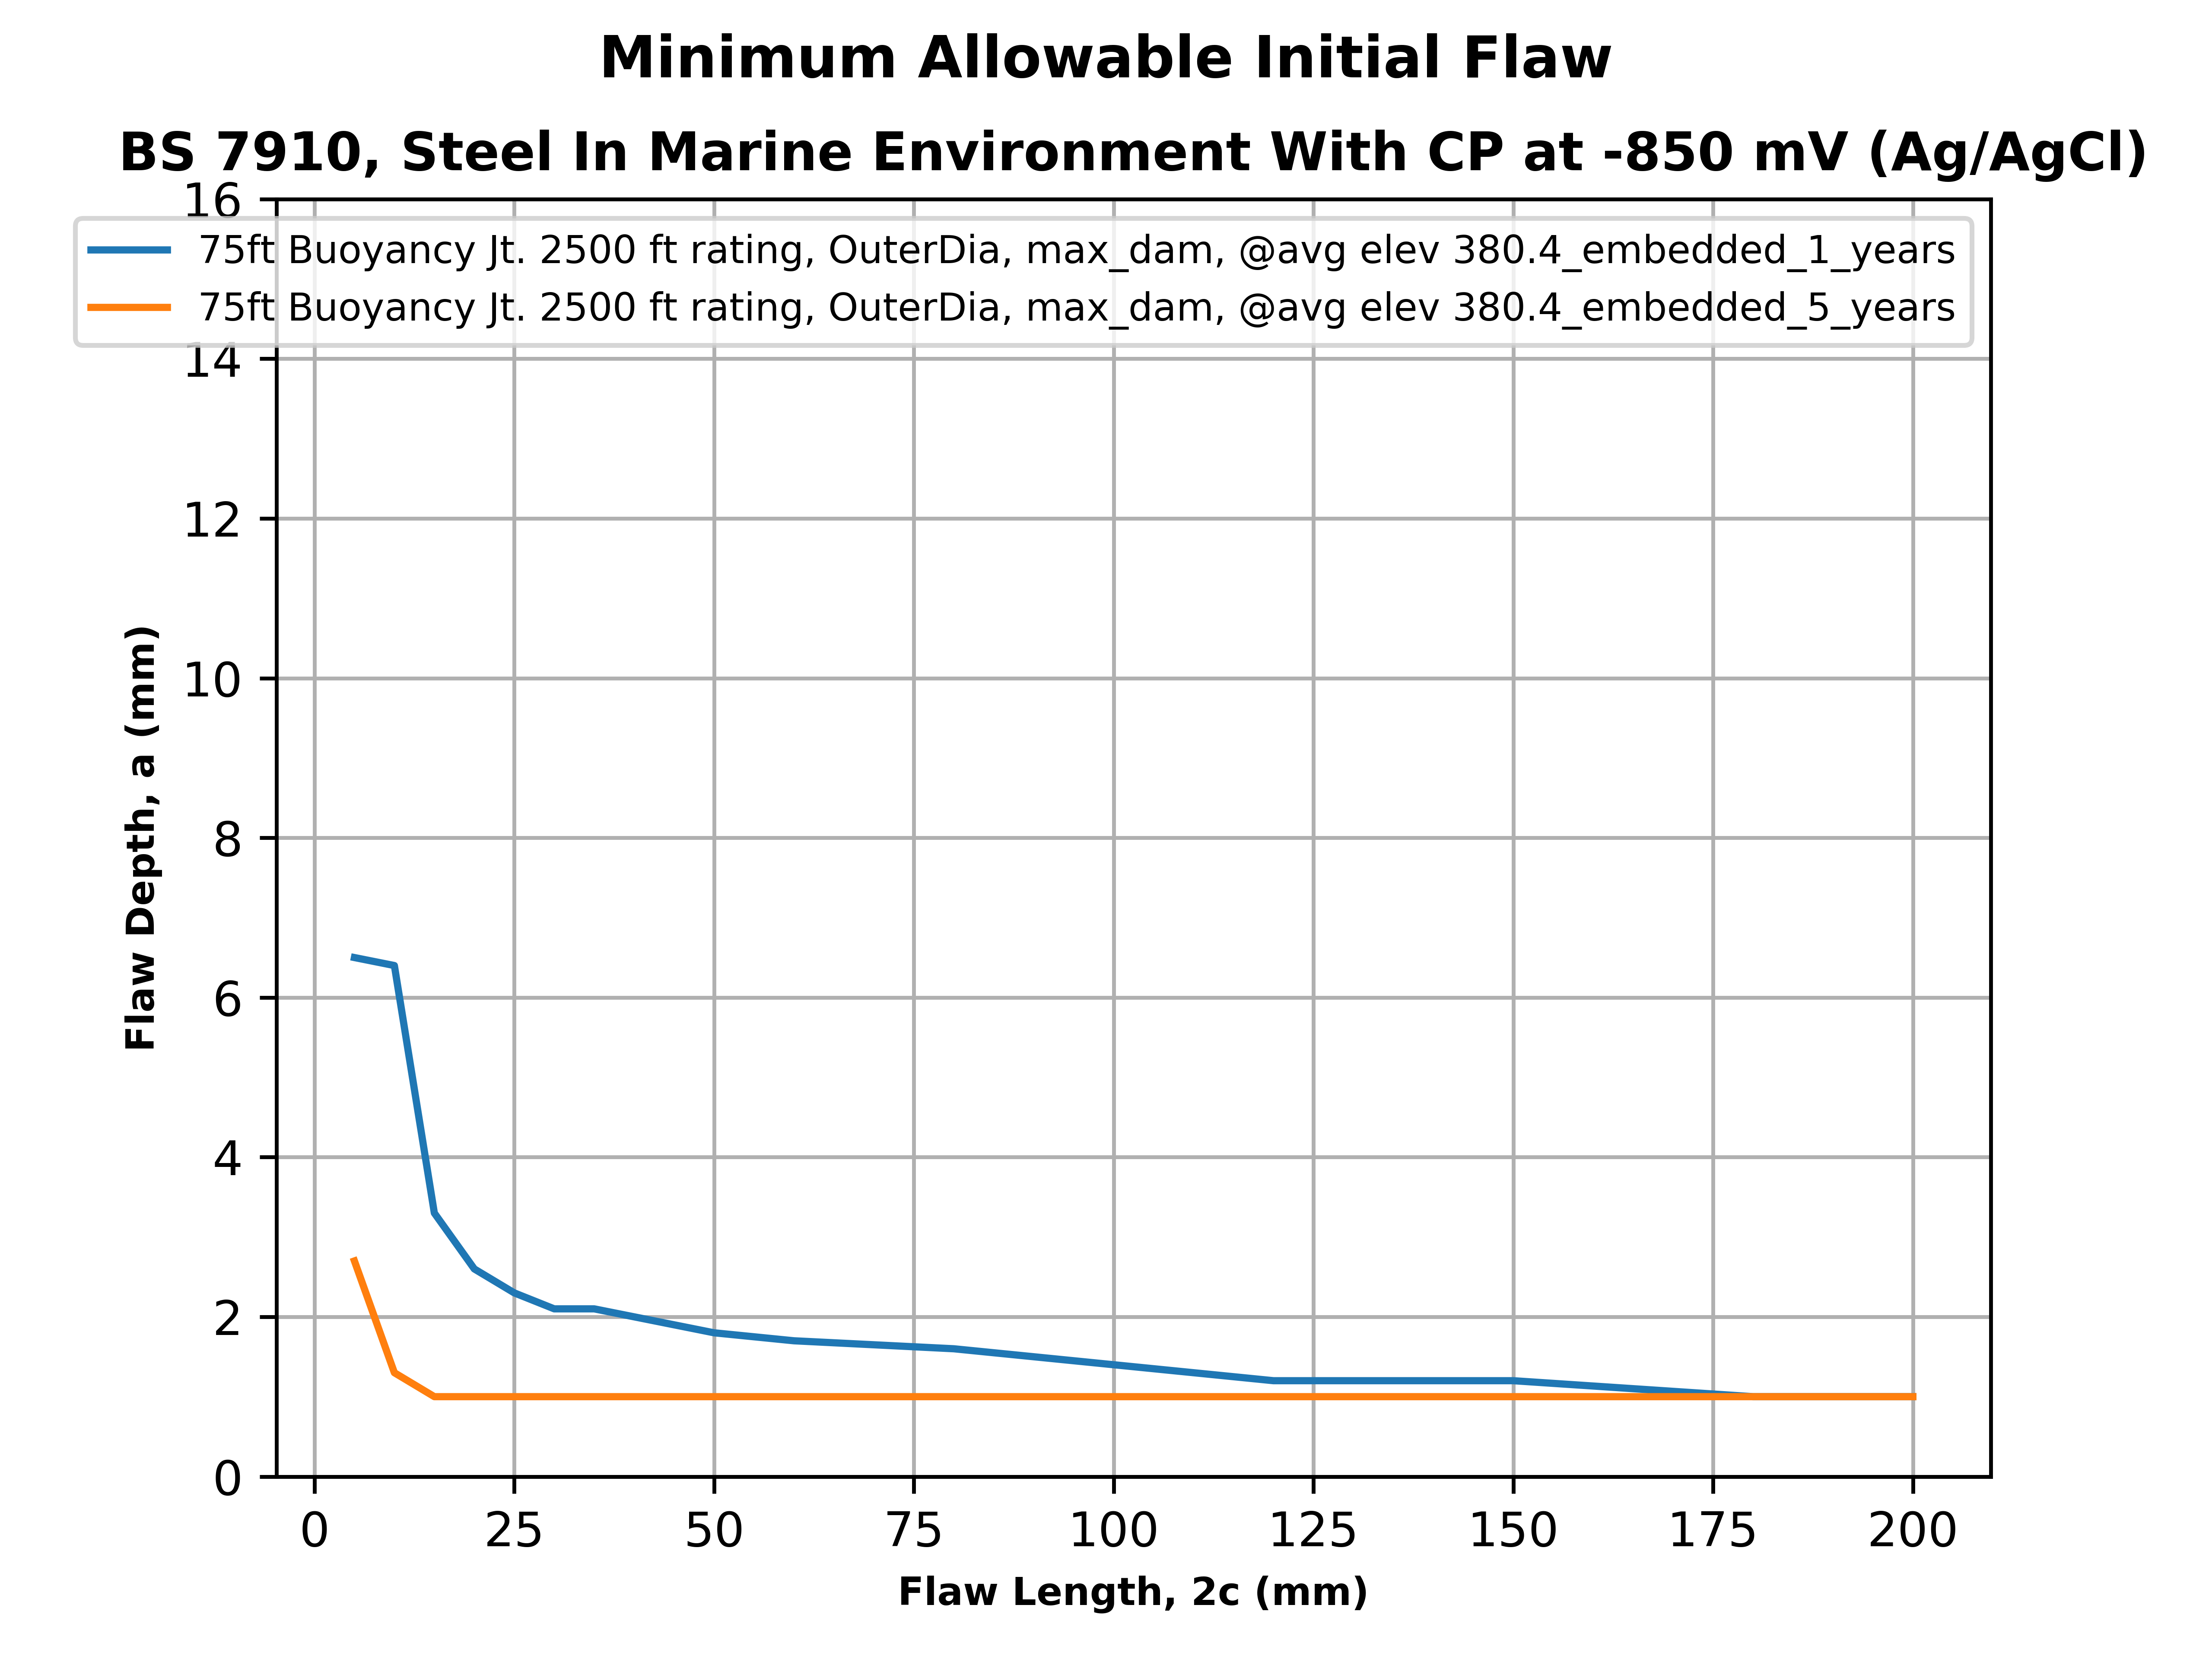 Minimum Allowable Initial Flaw
BS 7910, Steel In Marine Environment With CP at -850 mV (Ag/AgCl)
75ft Buoyancy Jt. 2500 ft rating, OuterDia, max_dam, @avg elev 380.4_embedded_1_years
75ft Buoyancy Jt. 2500 ft rating, OuterDia, max_dam, @avg elev 380.4_embedded_5_years
16
14
12
10
8
6
4
2
0
Flaw Depth, a (mm)
0 25 50 75 100 125 150 175 200
Flaw Length, 2c (mm)